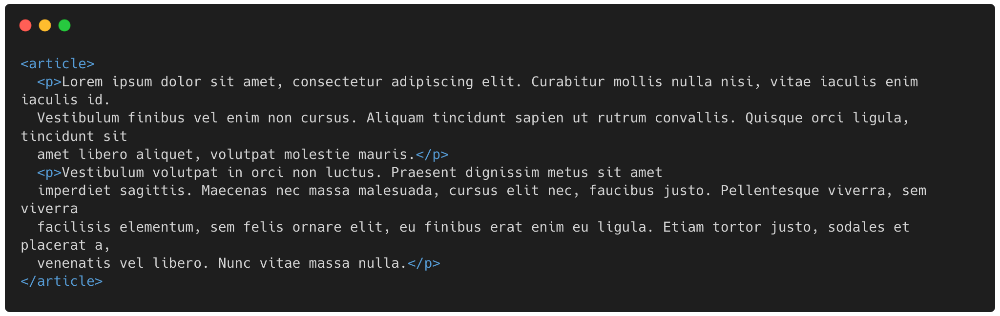 <article>
  <p>Lorem ipsum dolor sit amet, consectetur adipiscing elit. Curabitur mollis nulla nisi, vitae iaculis enim
iaculis id.
  Vestibulum finibus vel enim non cursus. Aliquam tincidunt sapien ut rutrum convallis. Quisque orci ligula,
tincidunt sit
  amet libero aliquet, volutpat molestie mauris.</p>
  <p>Vestibulum volutpat in orci non luctus. Praesent dignissim metus sit amet
  imperdiet sagittis. Maecenas nec massa malesuada, cursus elit nec, faucibus justo. Pellentesque viverra, sem
viverra
  facilisis elementum, sem felis ornare elit, eu finibus erat enim eu ligula. Etiam tortor justo, sodales et
placerat a,
  venenatis vel libero. Nunc vitae massa nulla.</p>
</article>